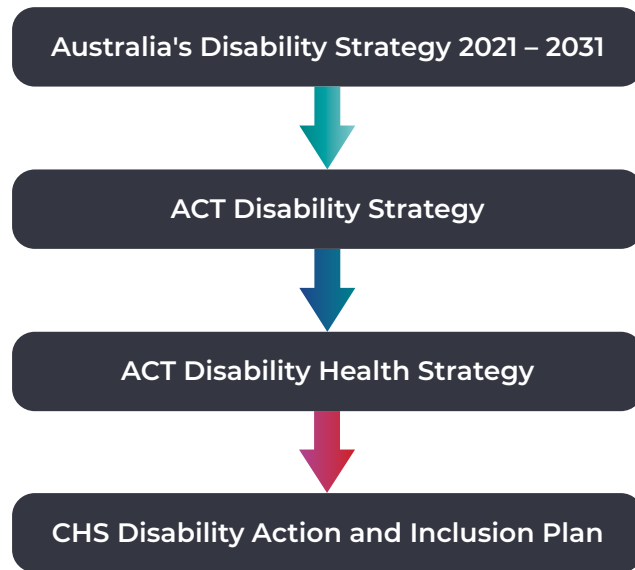 Australia's Disability Strategy 2021 – 2031
ACT Disability Strategy
ACT Disability Health Strategy
CHS Disability Action and Inclusion Plan